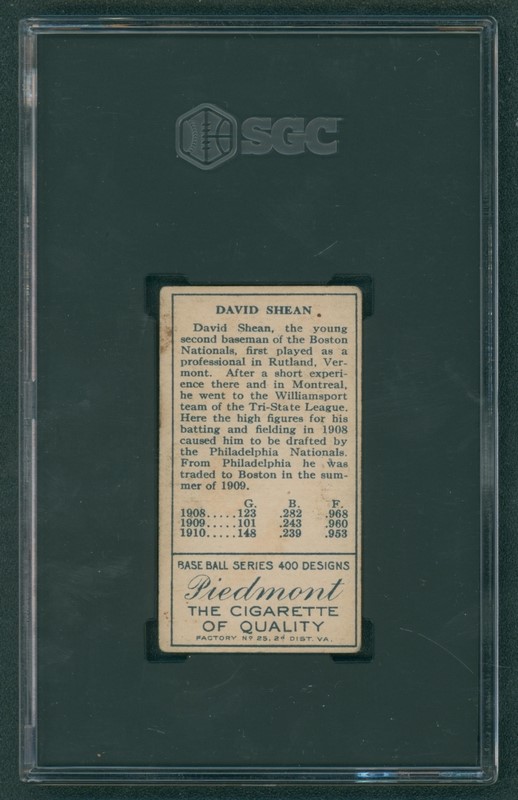 SGC
DAVID SHEAN.
David Shean, the young
second baseman of the Boston
Nationals, first played as a
professional in Rutland, Ver-
mont. After a short experi-
ence there and in Montreal,
he went to the Williamsport
team of the Tri-State League.
Here the high figures for his
batting and fielding in 1908
caused him to be drafted by
the Philadelphia Nationals.
From Philadelphia he was
traded to Boston in the sum-
mer of 1909.
G. B. F.
1908.....123 .282 .968
1909.....101 .243 .960
1910.....148 .239 .953
BASE BALL SERIES 400 DESIGNS
Piedmont
THE CIGARETTE
OF QUALITY
FACTORY Nº 25, 2d DIST. VA.